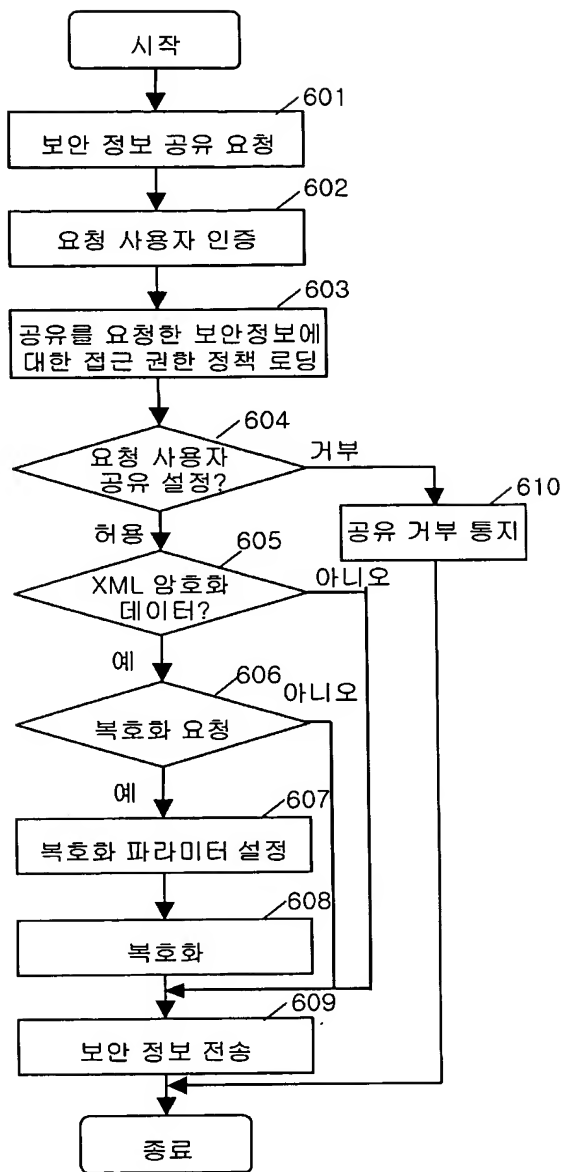 시작
601
보안 정보 공유 요청
602
요청 사용자 인증
603
공유를 요청한 보안정보에
대한 접근 권한 정책 로딩
604
요청 사용자
공유 설정?
거부
610
공유 거부 통지
허용
605
XML 암호화
데이터?
아니오
예
606
아니오
복호화 요청
예
607
복호화 파라미터 설정
608
복호화
609
보안 정보 전송
종료